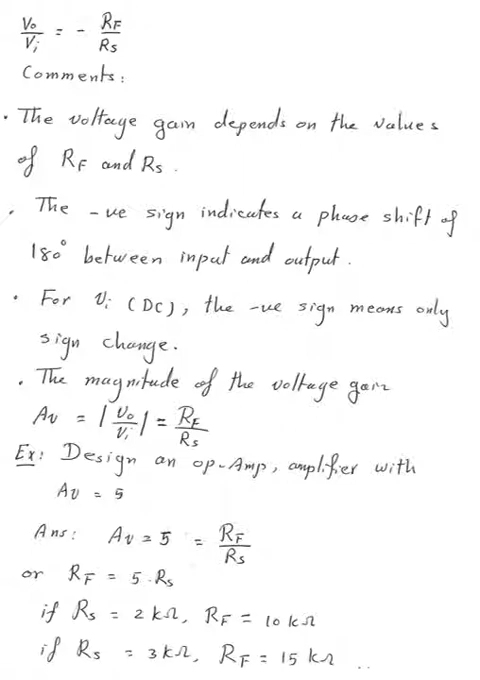 Vo/Vi = - RF/Rs
Comments:
• The voltage gain depends on the values
of RF and Rs.
• The -ve sign indicates a phase shift of
180° between input and output.
• For Vi (DC), the -ve sign means only
sign change.
• The magnitude of the voltage gain
Av = |Vo/Vi| = RF/Rs
Ex: Design an op-Amp, amplifier with
Av = 5
Ans: Av = 5 = RF/Rs
or RF = 5.Rs
if Rs = 2 kΩ, RF = 10 kΩ
if Rs = 3 kΩ, RF = 15 kΩ ..